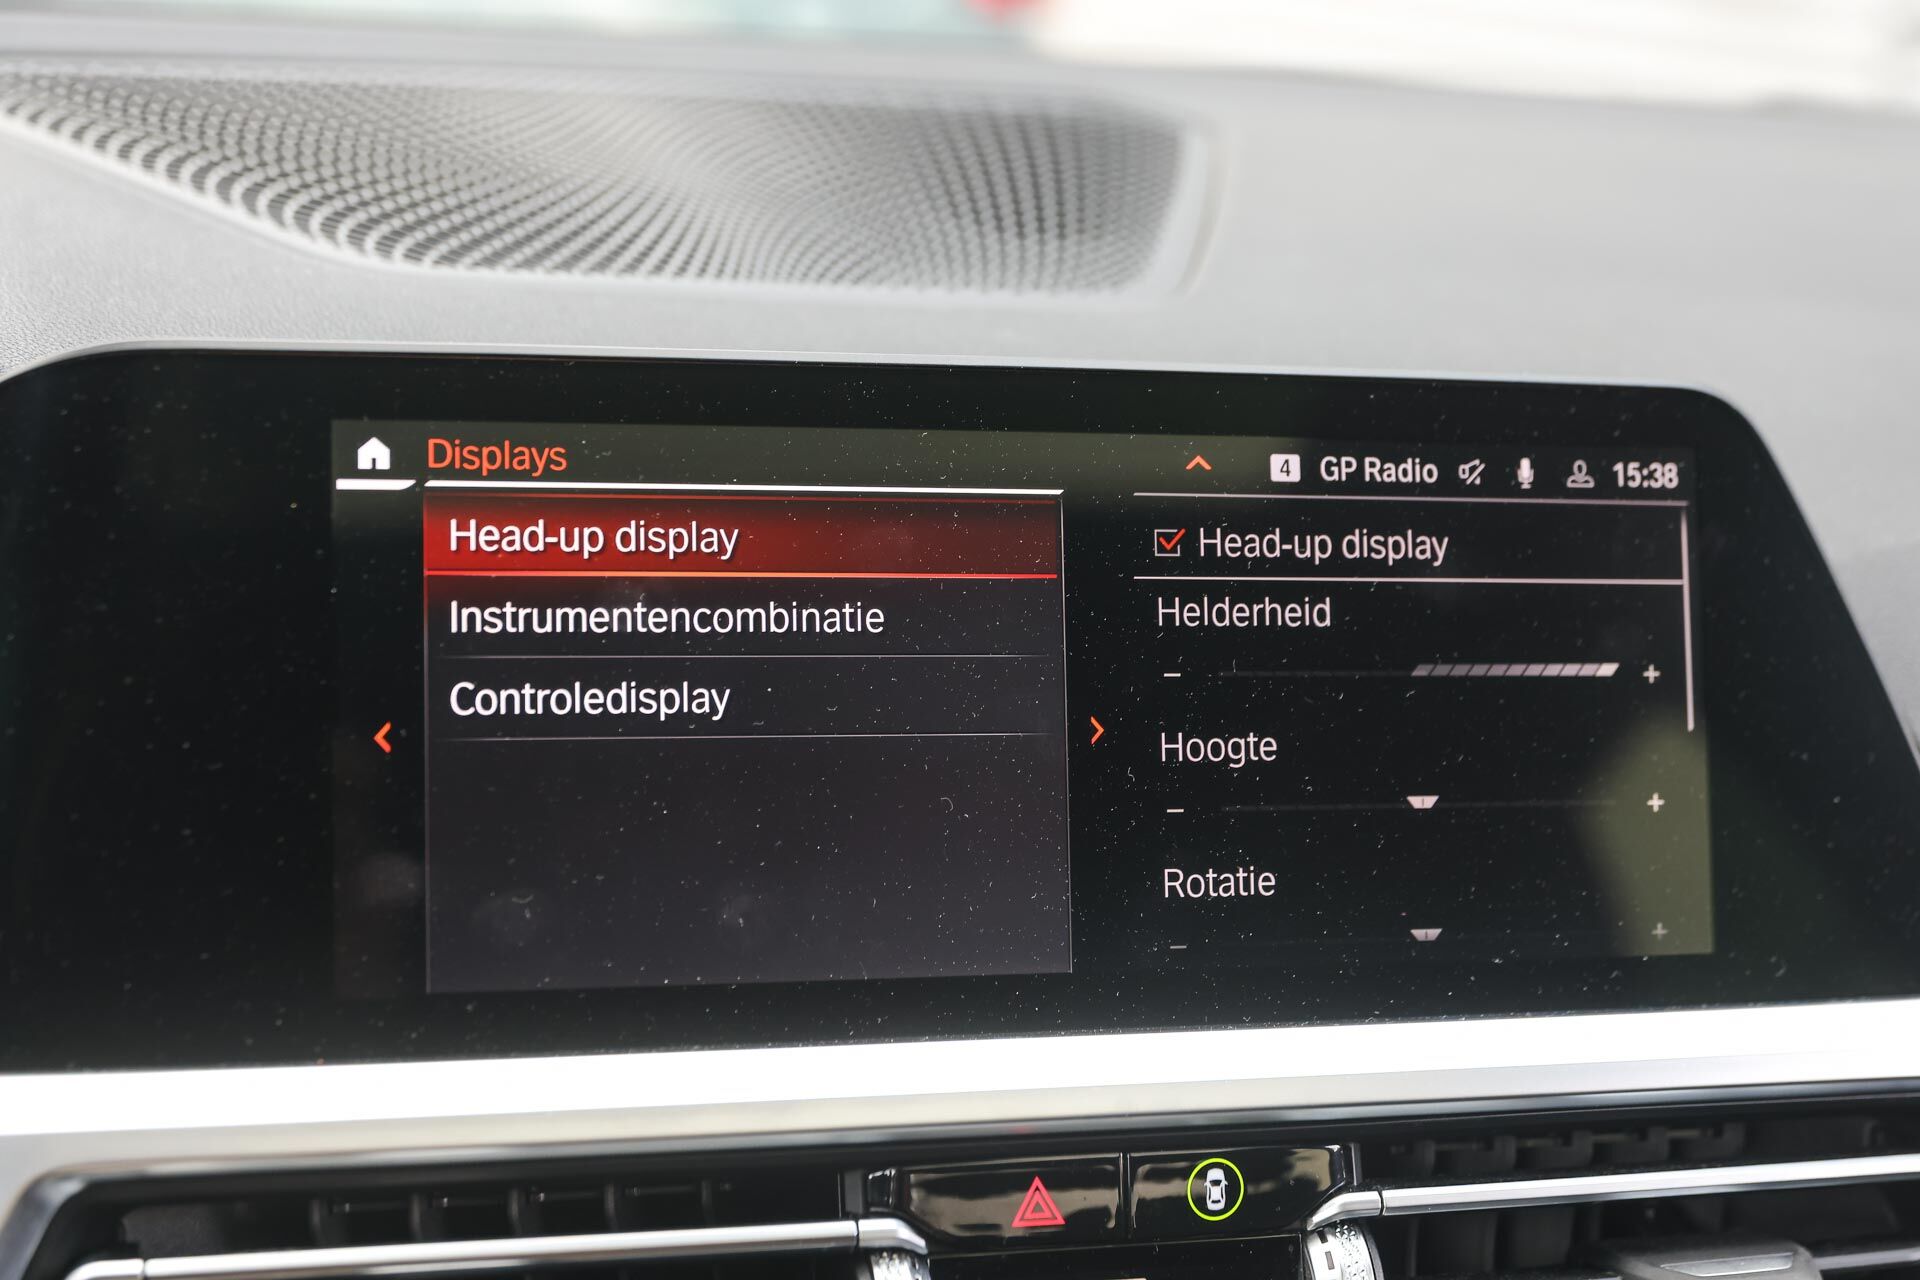 Displays
4 GP Radio 15:38
Head-up display
Instrumentencombinatie
Controledisplay
Head-up display
Helderheid
- +
Hoogte
- +
Rotatie
- +